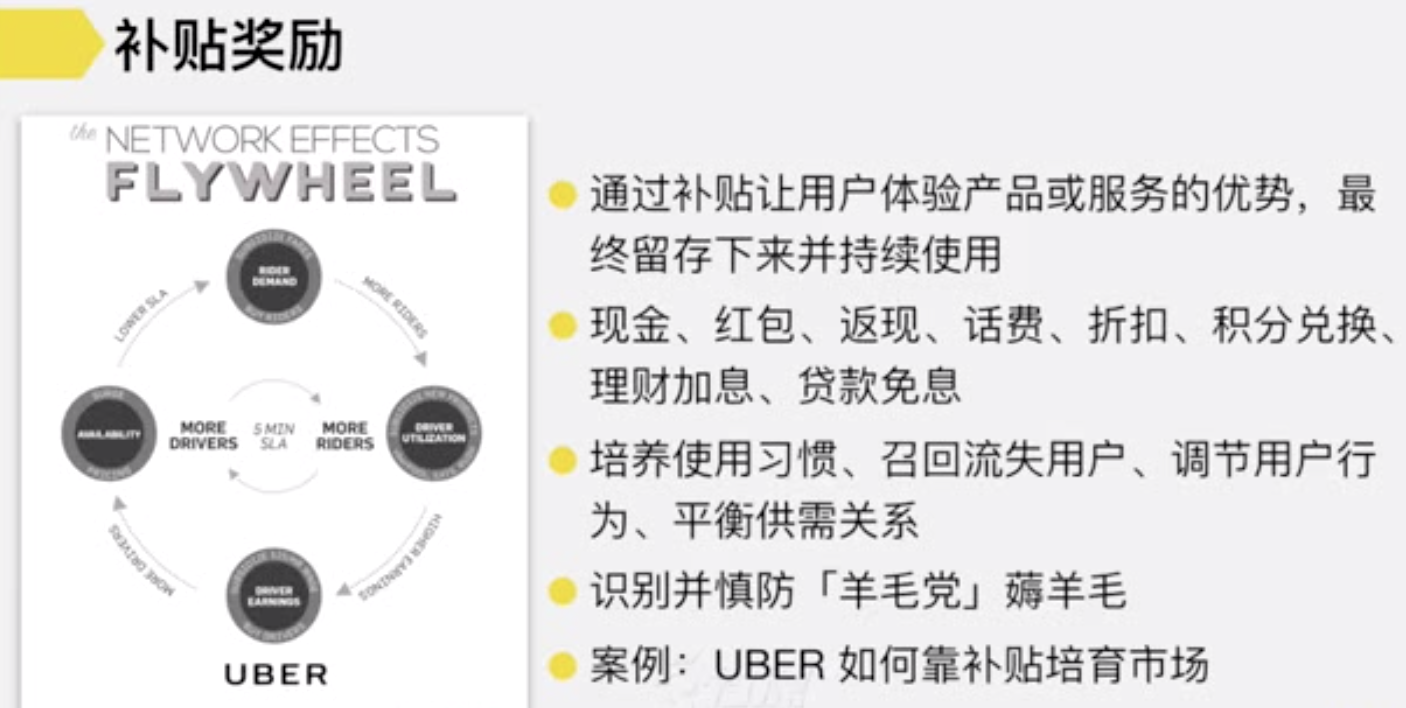 补贴奖励
the NETWORK EFFECTS
FLYWHEEL
RIDER
DEMAND
BUY RIDERS
LOWER SLA
MORE RIDERS
SURGE
AVAILABILITY
PRICING
MORE
DRIVERS
5 MIN
SLA
MORE
RIDERS
DRIVER
UTILIZATION
MORE DRIVERS
HIGHER EARNINGS
DRIVER
EARNINGS
BUY DRIVERS
UBER
通过补贴让用户体验产品或服务的优势，最
终留存下来并持续使用
现金、红包、返现、话费、折扣、积分兑换、
理财加息、贷款免息
培养使用习惯、召回流失用户、调节用户行
为、平衡供需关系
识别并慎防「羊毛党」薅羊毛
案例：UBER 如何靠补贴培育市场